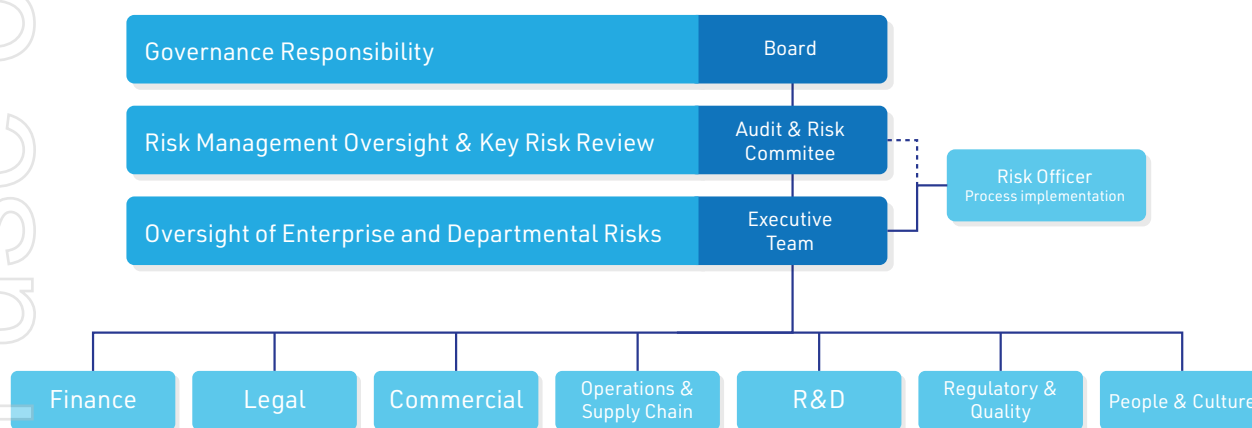 Governance Responsibility
Board
Risk Management Oversight & Key Risk Review
Audit & Risk
Commitee
Risk Officer
Process implementation
Oversight of Enterprise and Departmental Risks
Executive
Team
Finance
Legal
Commercial
Operations &
Supply Chain
R&D
Regulatory &
Quality
People & Culture